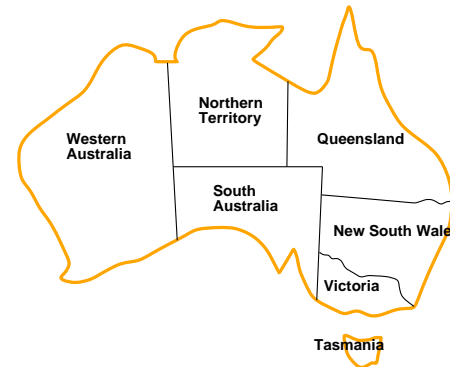 Northern
Territory
Western
Australia
Queensland
South
Australia
New South Wale
Victoria
Tasmania